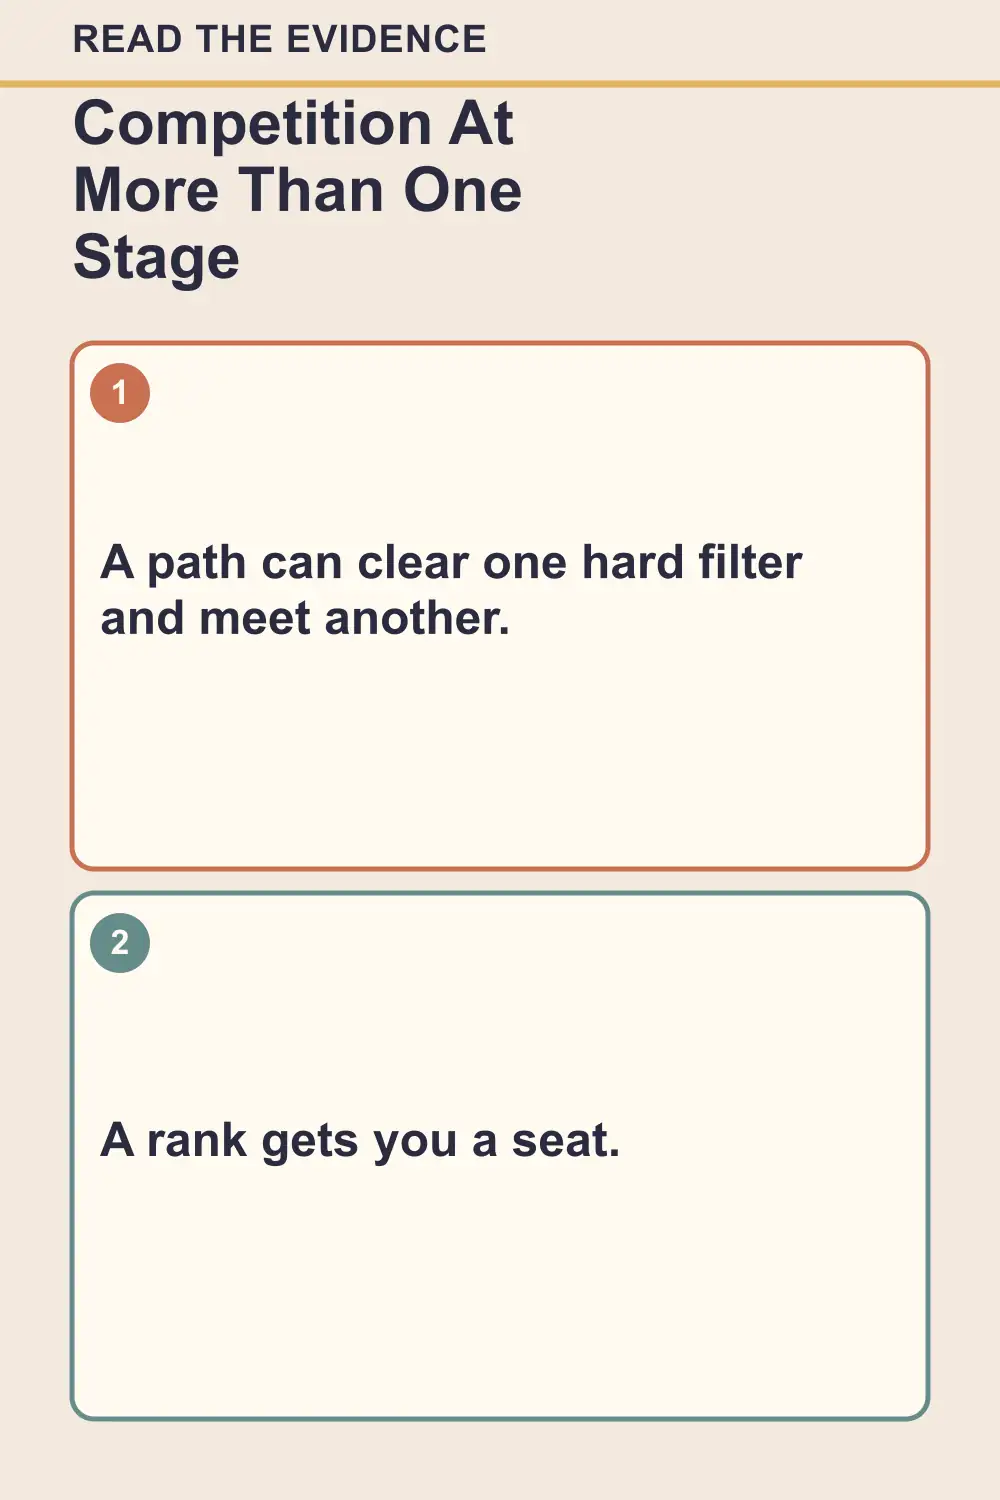 READ THE EVIDENCE
Competition At
More Than One
Stage
1
A path can clear one hard filter
and meet another.
2
A rank gets you a seat.